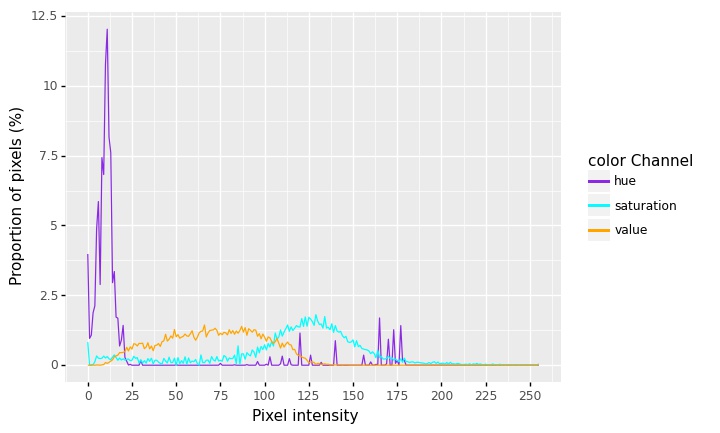 12.5
10
7.5
5
2.5
0
Proportion of pixels (%)
0 25 50 75 100 125 150 175 200 225 250
Pixel intensity
color Channel
hue
saturation
value